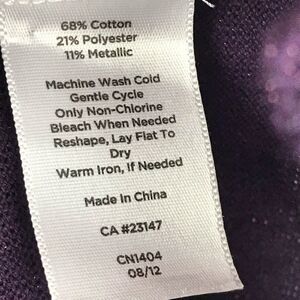 68% Cotton
21% Polyester
11% Metallic
Machine Wash Cold
Gentle Cycle
Only Non-Chlorine
Bleach When Needed
Reshape, Lay Flat To
Dry
Warm Iron, If Needed
Made in China
CA #23147
CN1404
08/12